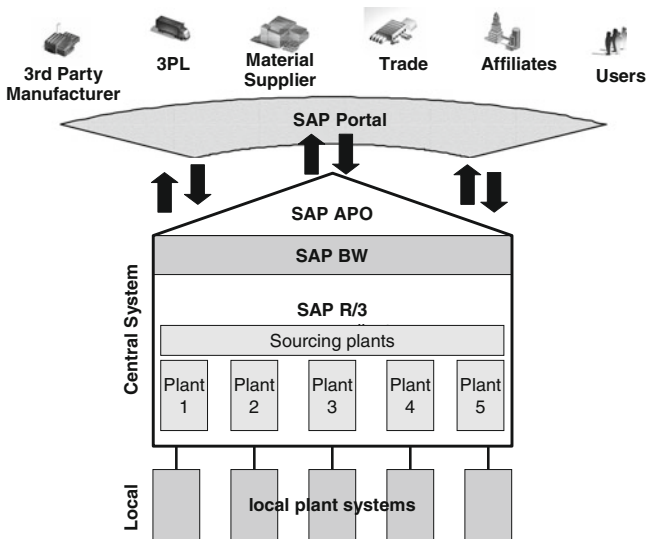 3rd Party
Manufacturer
3PL
Material
Supplier
Trade
Affiliates
Users
SAP Portal
SAP APO
SAP BW
SAP R/3
Sourcing plants
Plant
1
Plant
2
Plant
3
Plant
4
Plant
5
Central System
local plant systems
Local